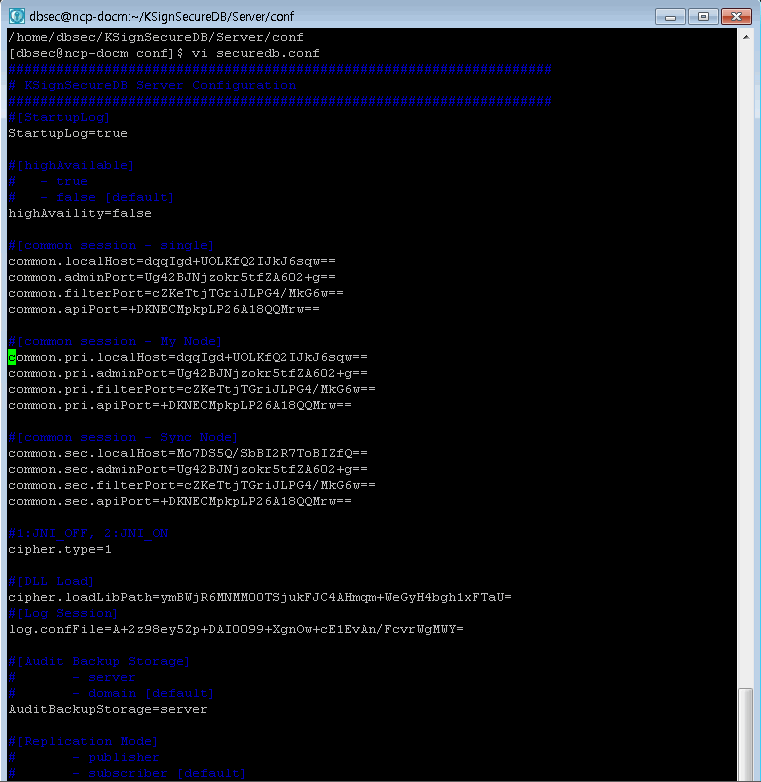 dbsec@ncp-docm:~/KSignSecureDB/Server/conf
/home/dbsec/KSignSecureDB/Server/conf
[dbsec@ncp-docm conf]$ vi securedb.conf
####################################################################
# KSignSecureDB Server Configuration
####################################################################
#[StartupLog]
StartupLog=true
#[highAvailable]
#   - true
#   - false [default]
highAvaility=false
#[common session - single]
common.localHost=dqqIgd+UOLKfQ2IJkJ6sqw==
common.adminPort=Ug42BJNjzokr5tfZA6O2+g==
common.filterPort=cZKeTtjTGriJLPG4/MkG6w==
common.apiPort=+DKNECMpkpLP26A18QQMrw==
#[common session - My Node]
common.pri.localHost=dqqIgd+UOLKfQ2IJkJ6sqw==
common.pri.adminPort=Ug42BJNjzokr5tfZA6O2+g==
common.pri.filterPort=cZKeTtjTGriJLPG4/MkG6w==
common.pri.apiPort=+DKNECMpkpLP26A18QQMrw==
#[common session - Sync Node]
common.sec.localHost=Mo7DS5Q/SbBI2R7ToBIZfQ==
common.sec.adminPort=Ug42BJNjzokr5tfZA6O2+g==
common.sec.filterPort=cZKeTtjTGriJLPG4/MkG6w==
common.sec.apiPort=+DKNECMpkpLP26A18QQMrw==
#1:JNI_OFF, 2:JNI_ON
cipher.type=1
#[DLL Load]
cipher.loadLibPath=ymBWjR6MNMMOOTSjukFJC4AHmqm+WeGyH4bgh1xFTaU=
#[Log Session]
log.confFile=A+2z98ey5Zp+DAI0O99+XgnOw+cE1EvAn/FcvrWgMWY=
#[Audit Backup Storage]
#       - server
#       - domain [default]
AuditBackupStorage=server
#[Replication Mode]
#       - publisher
#       - subscriber [default]